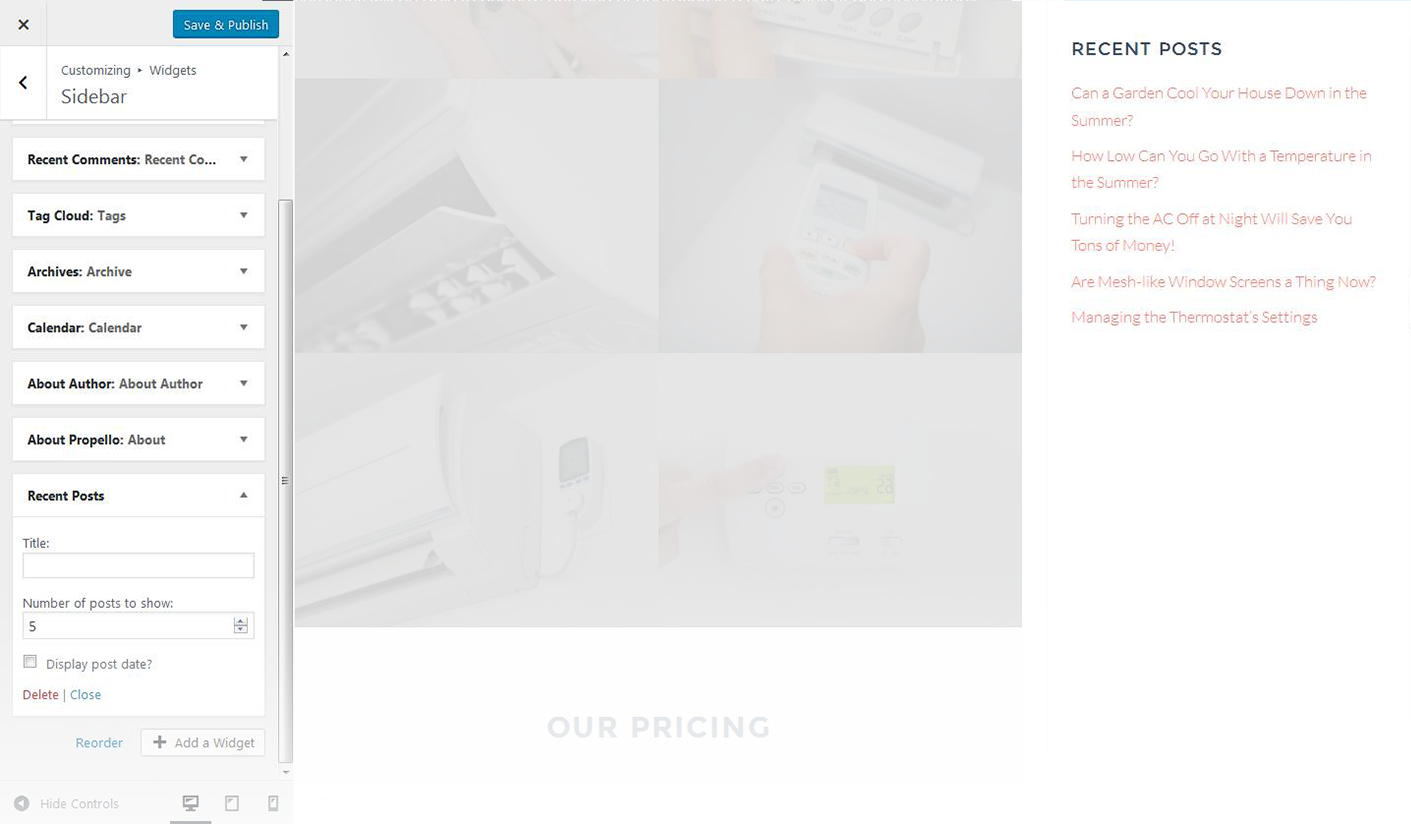 Save & Publish
Customizing ▸ Widgets
Sidebar
Recent Comments: Recent Co...
Tag Cloud: Tags
Archives: Archive
Calendar: Calendar
About Author: About Author
About Propello: About
Recent Posts
Title:
Number of posts to show:
5
Display post date?
Delete | Close
Reorder
Add a Widget
Hide Controls
OUR PRICING
RECENT POSTS
Can a Garden Cool Your House Down in the
Summer?
How Low Can You Go With a Temperature in
the Summer?
Turning the AC Off at Night Will Save You
Tons of Money!
Are Mesh-like Window Screens a Thing Now?
Managing the Thermostat's Settings